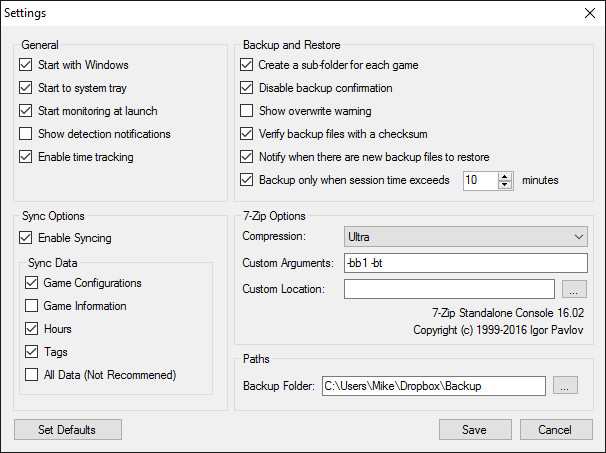 Settings
General
Start with Windows
Start to system tray
Start monitoring at launch
Show detection notifications
Enable time tracking
Backup and Restore
Create a sub-folder for each game
Disable backup confirmation
Show overwrite warning
Verify backup files with a checksum
Notify when there are new backup files to restore
Backup only when session time exceeds 10 minutes
Sync Options
Enable Syncing
Sync Data
Game Configurations
Game Information
Hours
Tags
All Data (Not Recommened)
7-Zip Options
Compression: Ultra
Custom Arguments: -bb1 -bt
Custom Location: ...
7-Zip Standalone Console 16.02
Copyright (c) 1999-2016 Igor Pavlov
Paths
Backup Folder: C:\Users\Mike\Dropbox\Backup ...
Set Defaults Save Cancel